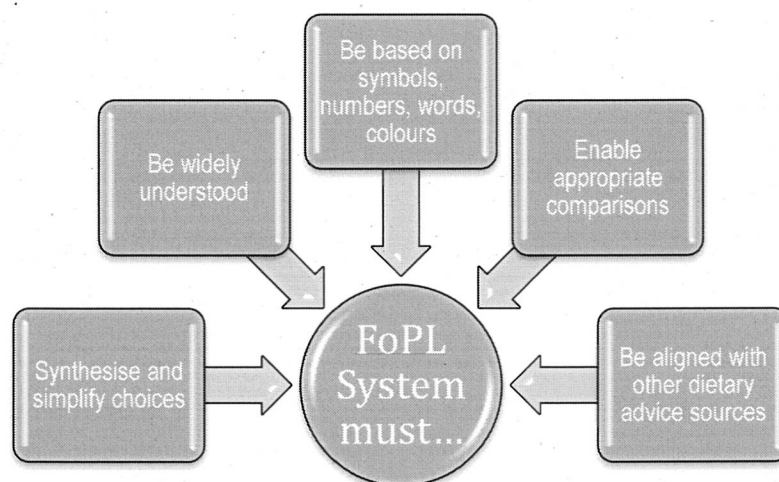 Be based on
symbols,
numbers, words,
colours
Be widely
understood
Enable
appropriate
comparisons
Synthesise and
simplify choices
FoPL
System
must...
Be aligned with
other dietary
advice sources